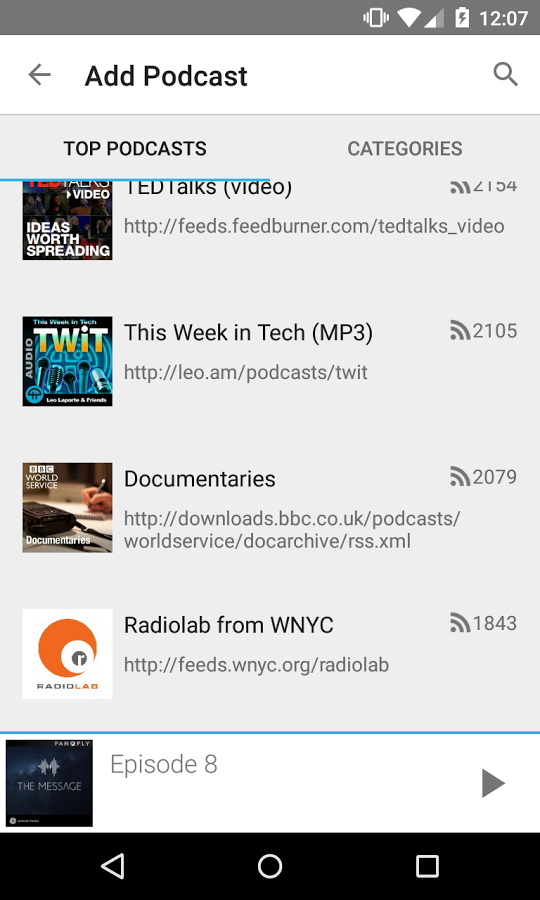 12:07
Add Podcast
TOP PODCASTS
CATEGORIES
TEDTalks (video)
2154
http://feeds.feedburner.com/tedtalks_video
TEDTALKS
VIDEO
IDEAS
WORTH
SPREADING
This Week in Tech (MP3)
2105
http://leo.am/podcasts/twit
This Week in Tech
AUDIO
TWiT
Leo Laporte & Friends
Documentaries
2079
http://downloads.bbc.co.uk/podcasts/
worldservice/docarchive/rss.xml
BBC
WORLD
SERVICE
Documentaries
Radiolab from WNYC
1843
http://feeds.wnyc.org/radiolab
r
RADIOLAB
Episode 8
PANOPLY
THE MESSAGE